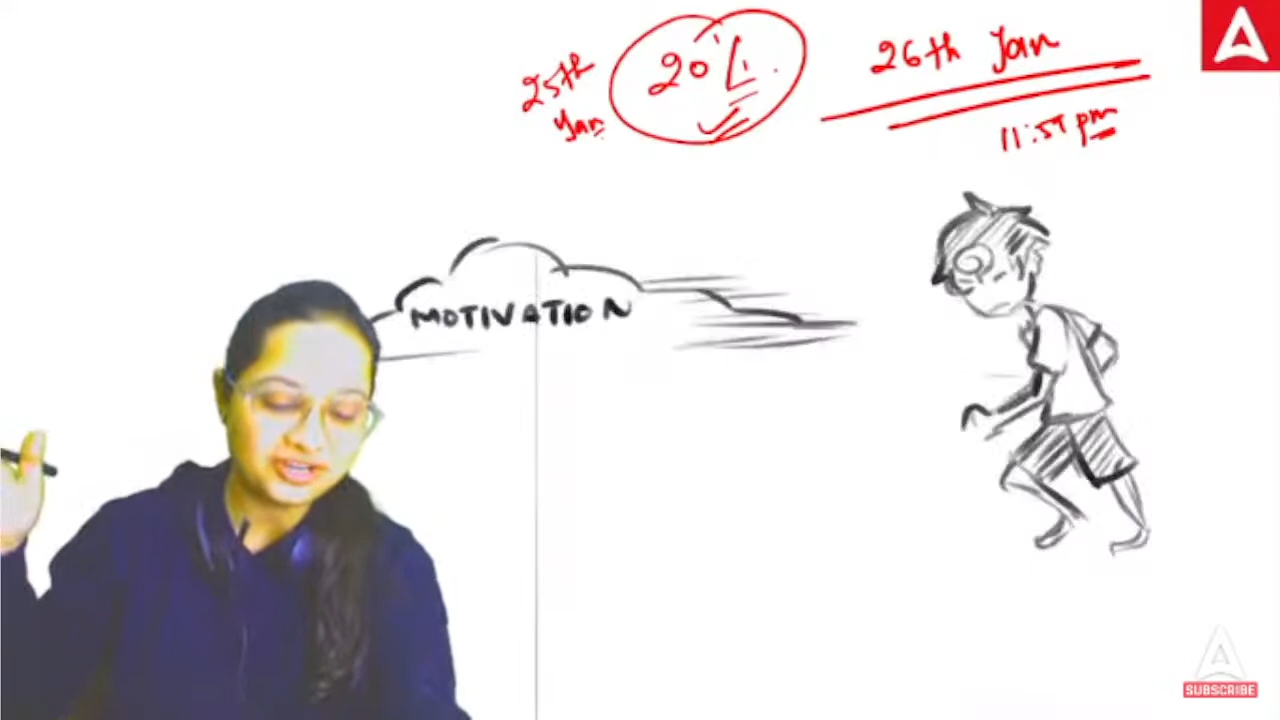 25th
Jan
20%
26th Jan
11:59 pm
MOTIVATION
SUBSCRIBE